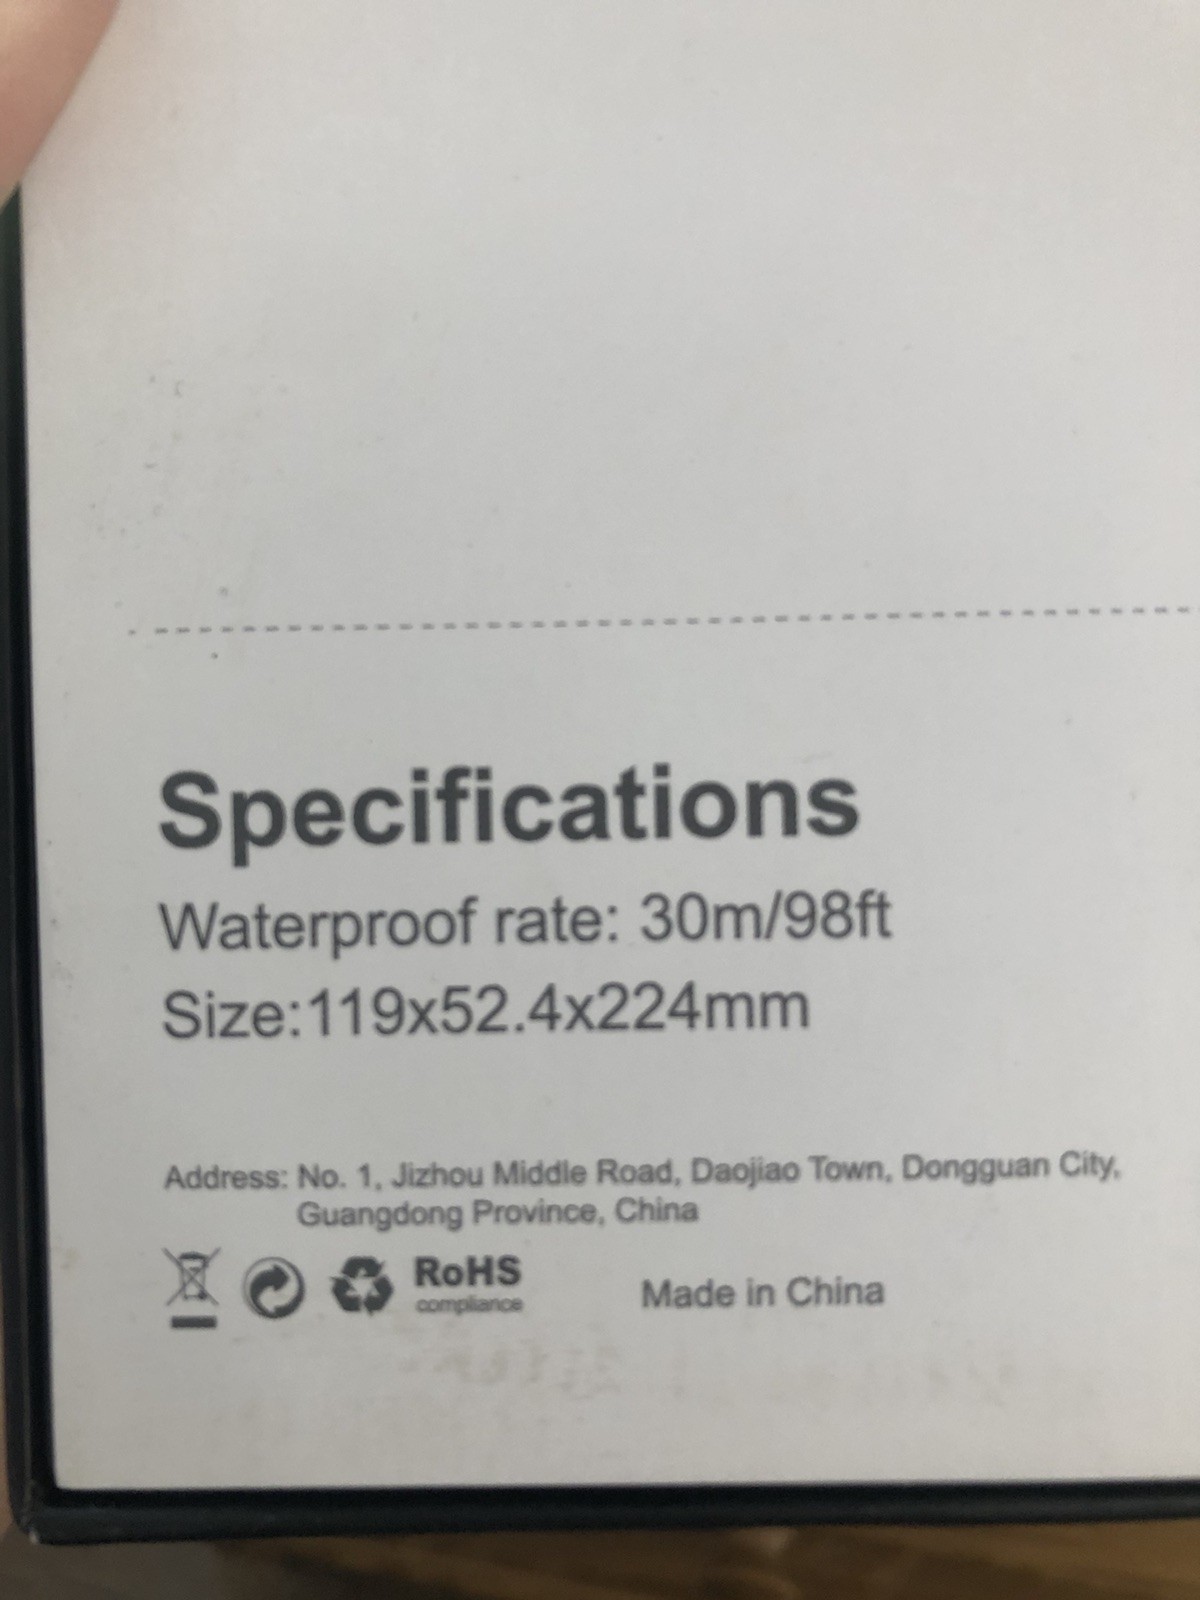 Specifications
Waterproof rate: 30m/98ft
Size:119x52.4x224mm
Address: No. 1, Jizhou Middle Road, Daojiao Town, Dongguan City,
Guangdong Province, China
RoHS
compliance
Made in China